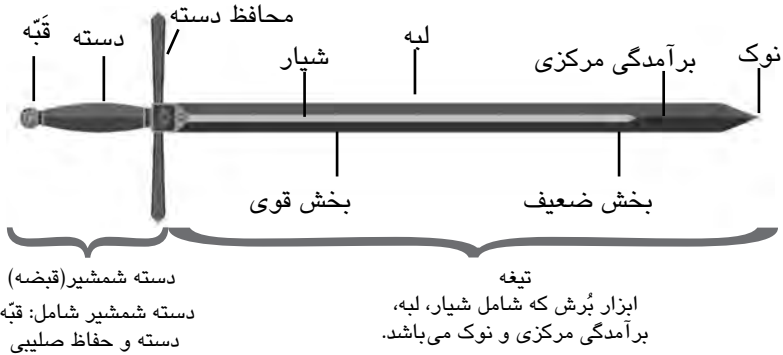 محافظ دسته
قَبّه
دسته
شیار
لبه
برآمدگی مرکزی
نوک
بخش قوی
بخش ضعیف
دسته شمشیر(قبضه)
دسته شمشیر شامل: قبّه
دسته و حفاظ صلیبی
تیغه
ابزار بُرش که شامل شیار، لبه،
برآمدگی مرکزی و نوک می‌باشد.